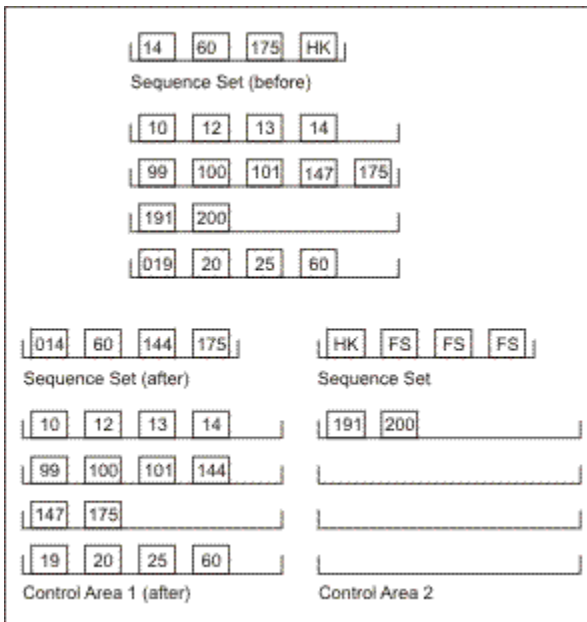 14 60 175 HK
Sequence Set (before)
10 12 13 14
99 100 101 147 175
191 200
019 20 25 60
014 60 144 175
Sequence Set (after)
10 12 13 14
99 100 101 144
147 175
19 20 25 60
Control Area 1 (after)
HK FS FS FS
Sequence Set
191 200
Control Area 2